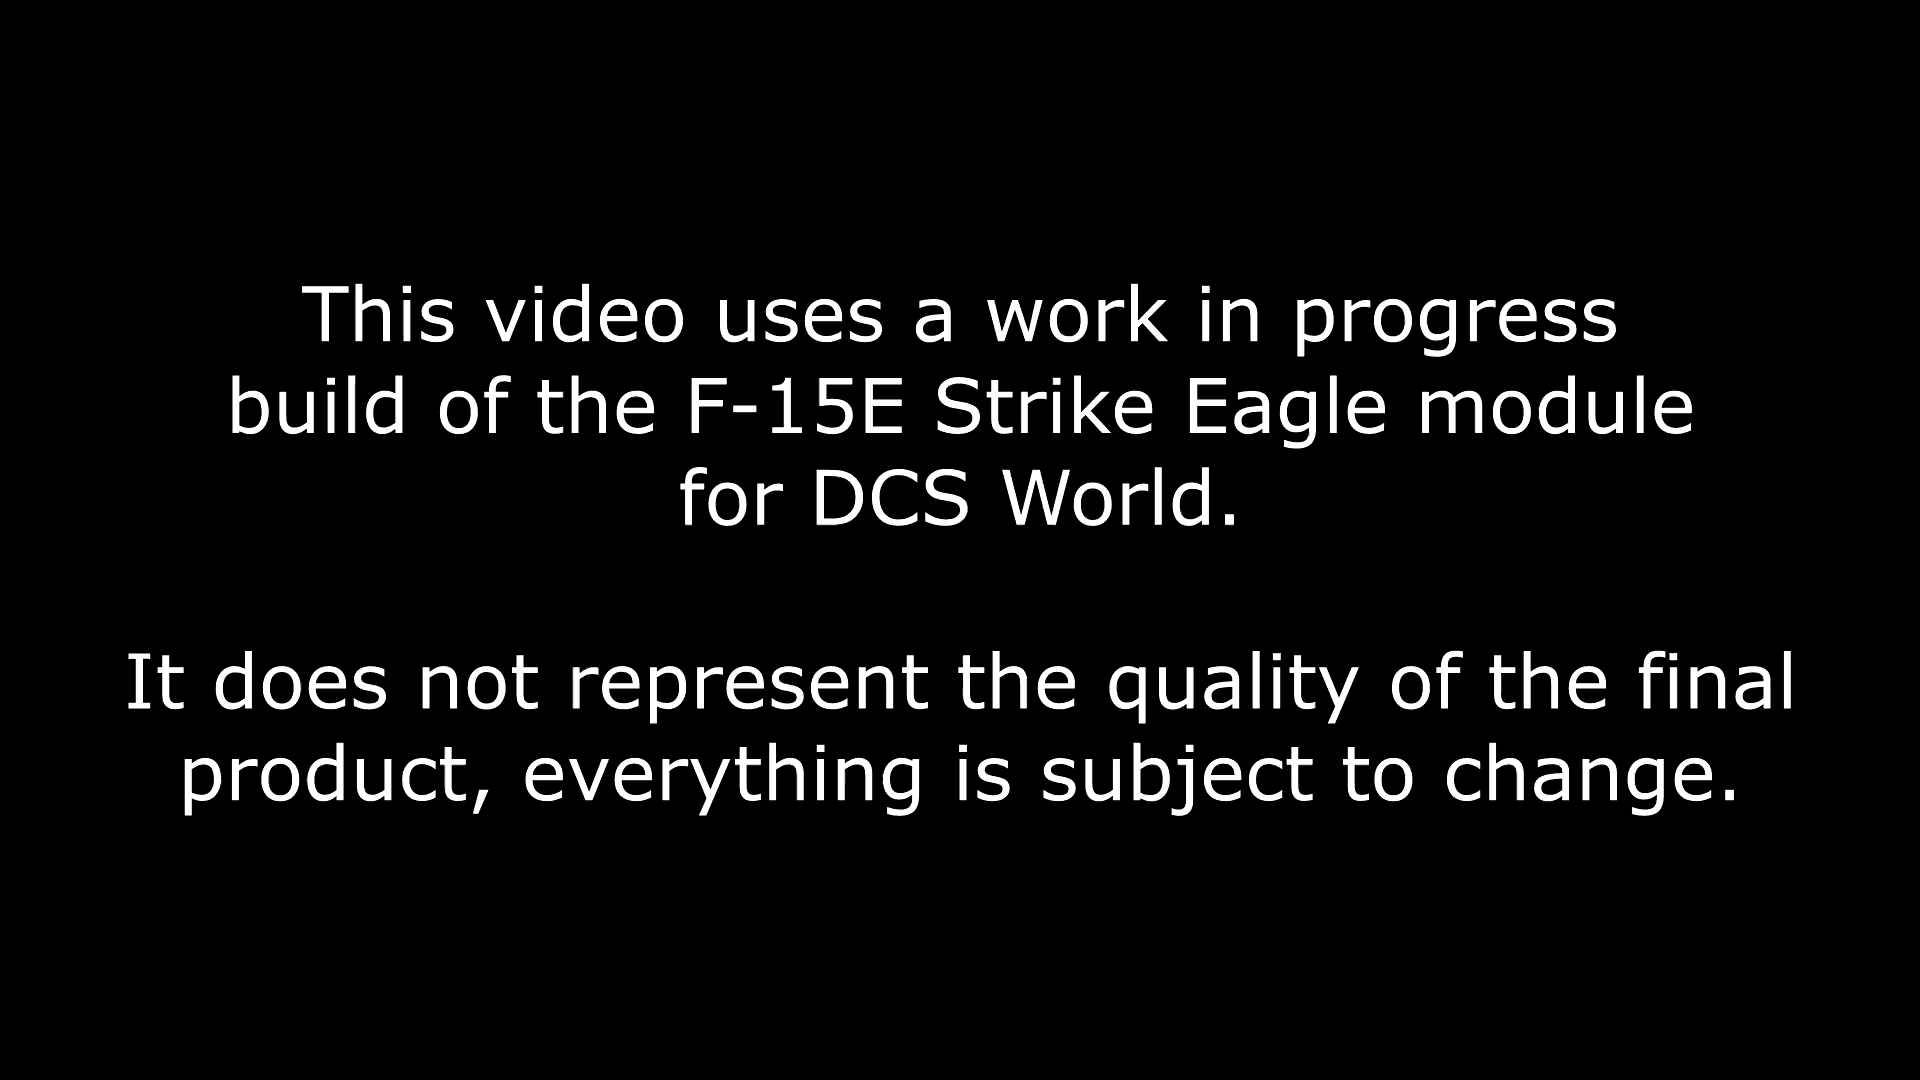 This video uses a work in progress
build of the F-15E Strike Eagle module
for DCS World.
It does not represent the quality of the final
product, everything is subject to change.